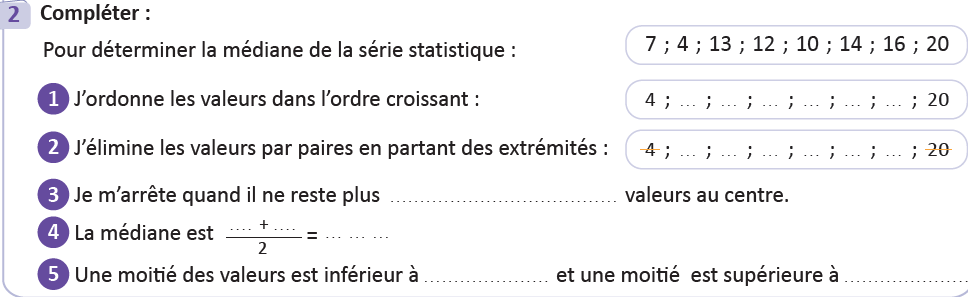 2 Compléter :
Pour déterminer la médiane de la série statistique : 7 ; 4 ; 13 ; 12 ; 10 ; 14 ; 16 ; 20
1 J’ordonne les valeurs dans l’ordre croissant : 4 ; ... ; ... ; ... ; ... ; ... ; ... ; 20
2 J’élimine les valeurs par paires en partant des extrémités : 4 ; ... ; ... ; ... ; ... ; ... ; ... ; 20
3 Je m’arrête quand il ne reste plus ...................................... valeurs au centre.
4 La médiane est .... + .... / 2 = ... ... ...
5 Une moitié des valeurs est inférieur à ..................... et une moitié est supérieure à .....................